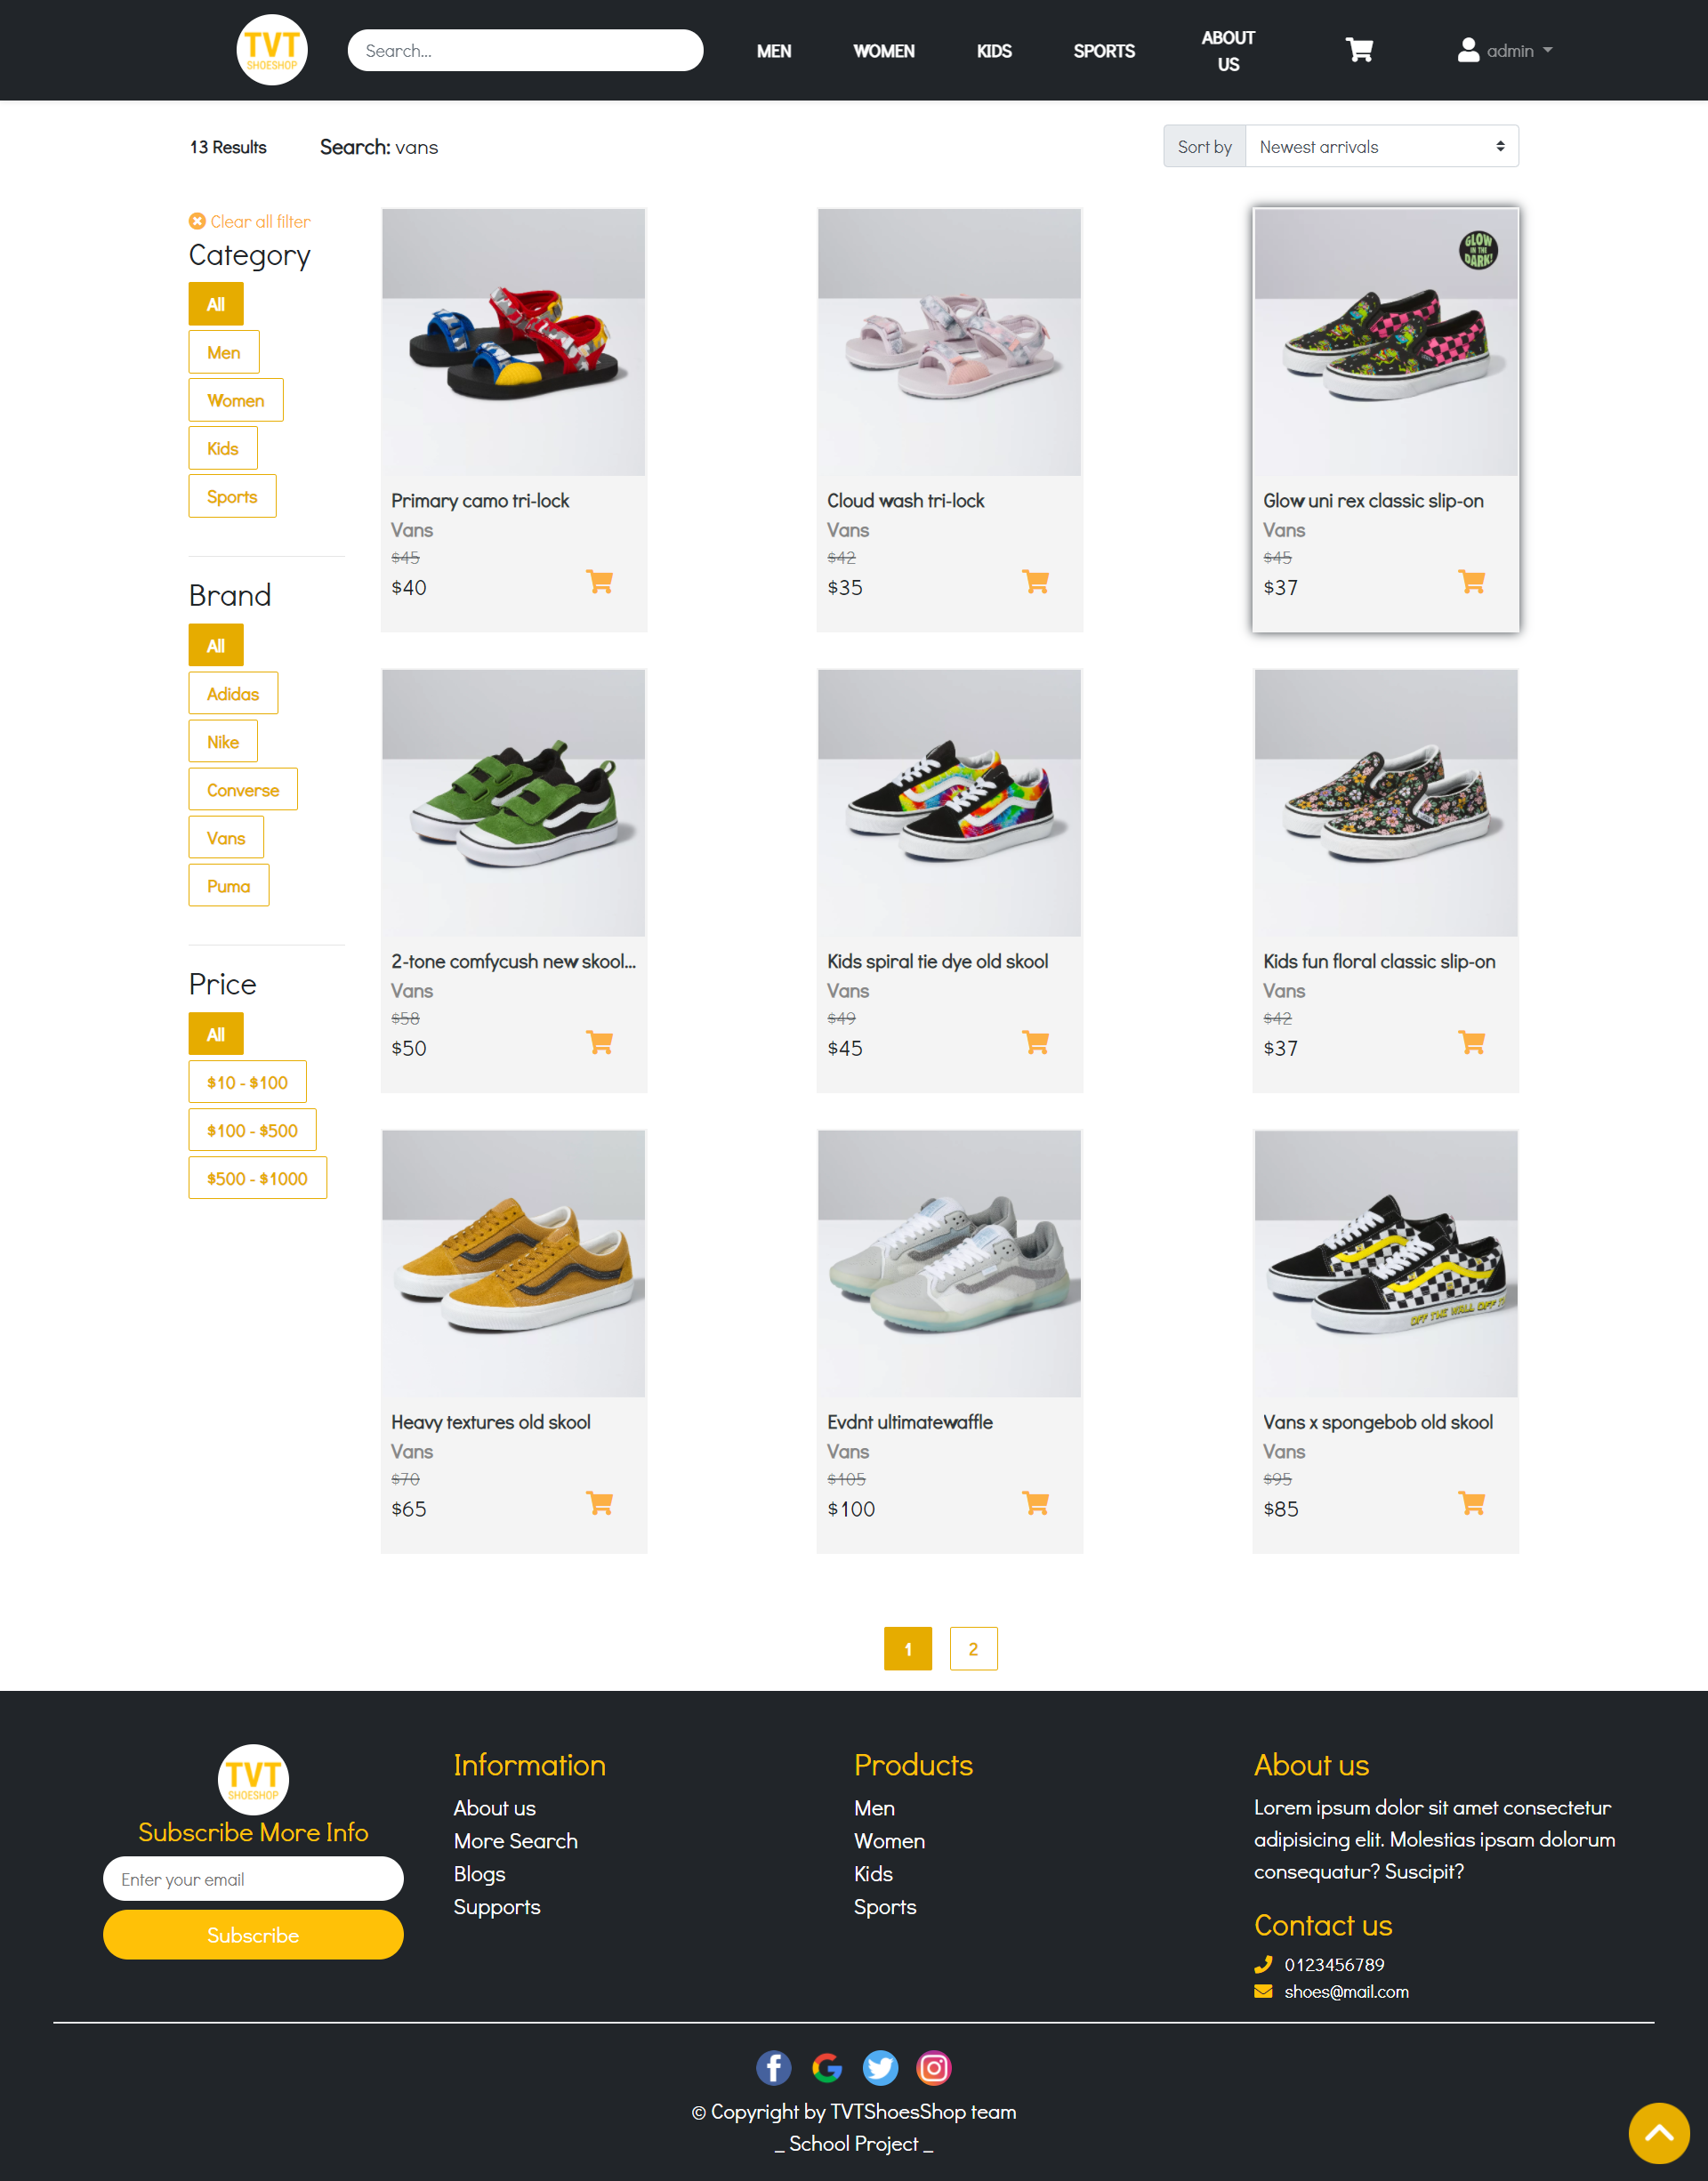 TVT
SHOESHOP
Search...
MEN
WOMEN
KIDS
SPORTS
ABOUT
US
admin
13 Results
Search: vans
Sort by
Newest arrivals
Clear all filter
Category
All
Men
Women
Kids
Sports
Brand
All
Adidas
Nike
Converse
Vans
Puma
Price
All
$10 - $100
$100 - $500
$500 - $1000
Primary camo tri-lock
Vans
$45
$40
Cloud wash tri-lock
Vans
$42
$35
GLOW
IN THE
DARK!
Glow uni rex classic slip-on
Vans
$45
$37
2-tone comfycush new skool...
Vans
$58
$50
Kids spiral tie dye old skool
Vans
$49
$45
Kids fun floral classic slip-on
Vans
$42
$37
Heavy textures old skool
Vans
$70
$65
Evdnt ultimatewaffle
Vans
$105
$100
OFF THE WALL OFF
Vans x spongebob old skool
Vans
$95
$85
1
2
TVT
SHOESHOP
Subscribe More Info
Enter your email
Subscribe
Information
About us
More Search
Blogs
Supports
Products
Men
Women
Kids
Sports
About us
Lorem ipsum dolor sit amet consectetur
adipisicing elit. Molestias ipsam dolorum
consequatur? Suscipit?
Contact us
0123456789
shoes@mail.com
© Copyright by TVTShoesShop team
_ School Project _